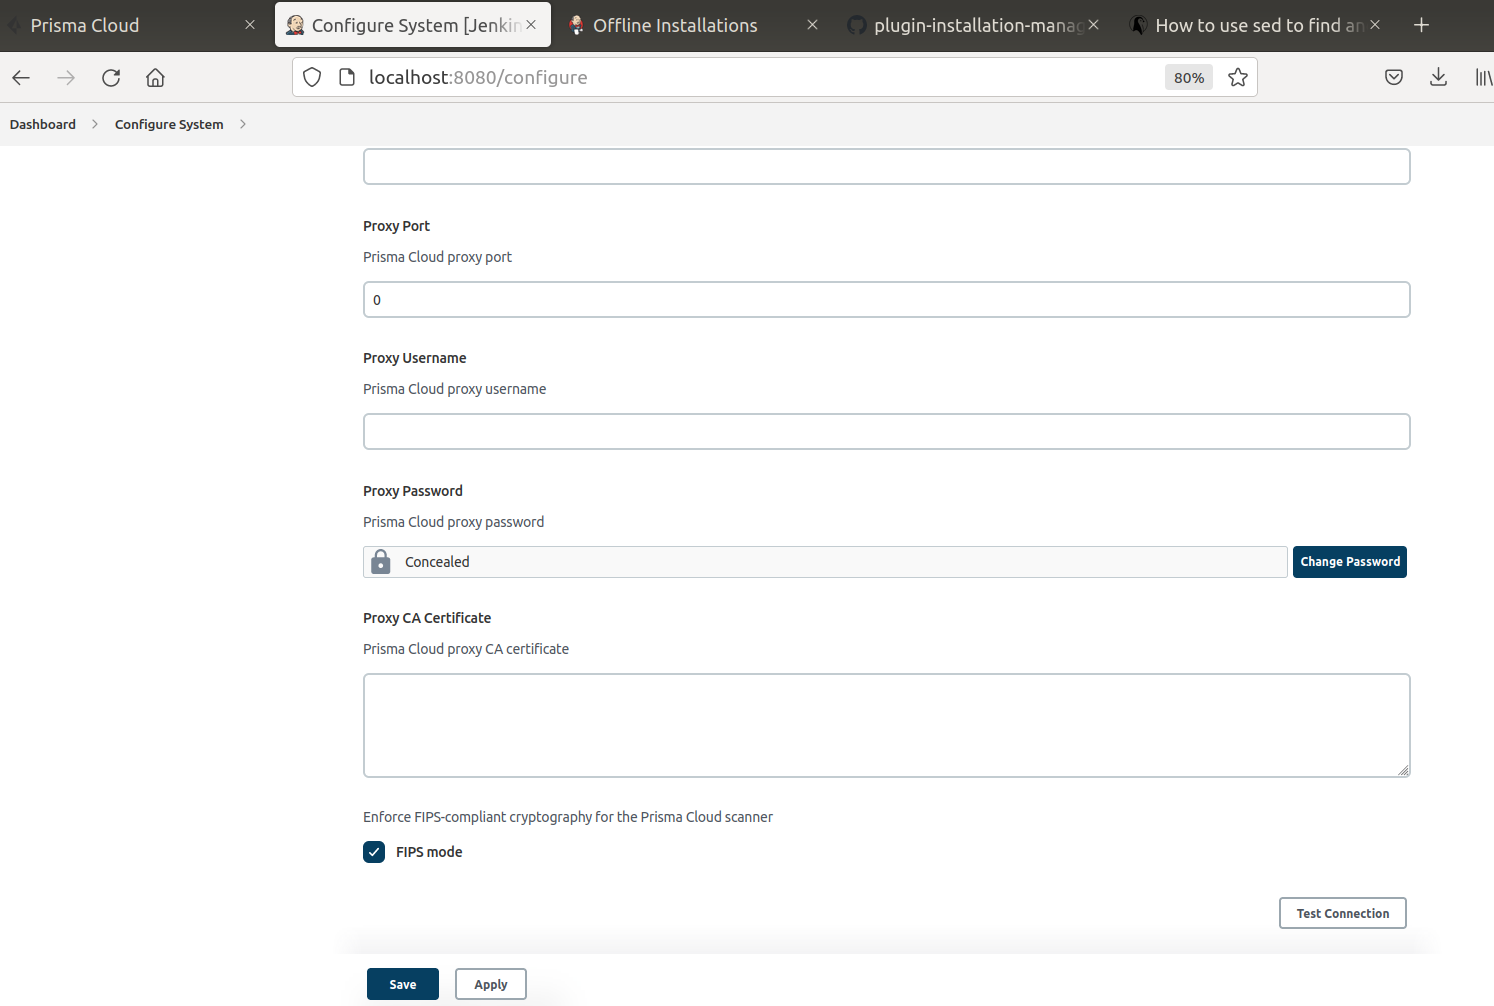 Prisma Cloud
Configure System [Jenkin
Offline Installations
plugin-installation-manag
How to use sed to find an
localhost:8080/configure
80%
Dashboard
Configure System
Proxy Port
Prisma Cloud proxy port
0
Proxy Username
Prisma Cloud proxy username
Proxy Password
Prisma Cloud proxy password
Concealed
Change Password
Proxy CA Certificate
Prisma Cloud proxy CA certificate
Enforce FIPS-compliant cryptography for the Prisma Cloud scanner
FIPS mode
Test Connection
Save
Apply